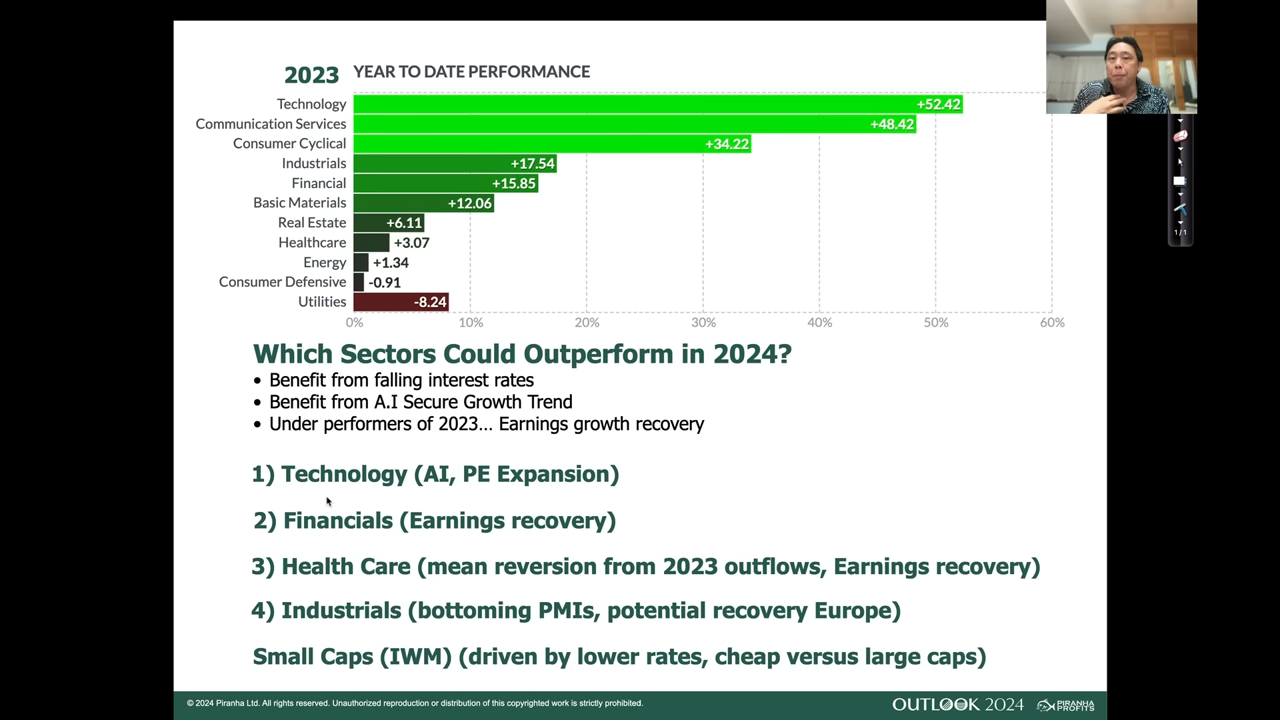 2023 YEAR TO DATE PERFORMANCE
Technology +52.42
Communication Services +48.42
Consumer Cyclical +34.22
Industrials +17.54
Financial +15.85
Basic Materials +12.06
Real Estate +6.11
Healthcare +3.07
Energy +1.34
Consumer Defensive -0.91
Utilities -8.24
0% 10% 20% 30% 40% 50% 60%
Which Sectors Could Outperform in 2024?
• Benefit from falling interest rates
• Benefit from A.I Secure Growth Trend
• Under performers of 2023... Earnings growth recovery
1) Technology (AI, PE Expansion)
2) Financials (Earnings recovery)
3) Health Care (mean reversion from 2023 outflows, Earnings recovery)
4) Industrials (bottoming PMIs, potential recovery Europe)
Small Caps (IWM) (driven by lower rates, cheap versus large caps)
1/1
© 2024 Piranha Ltd. All rights reserved. Unauthorized reproduction or distribution of this copyrighted work is strictly prohibited.
OUTLOOK 2024
PIRANHA
PROFITS